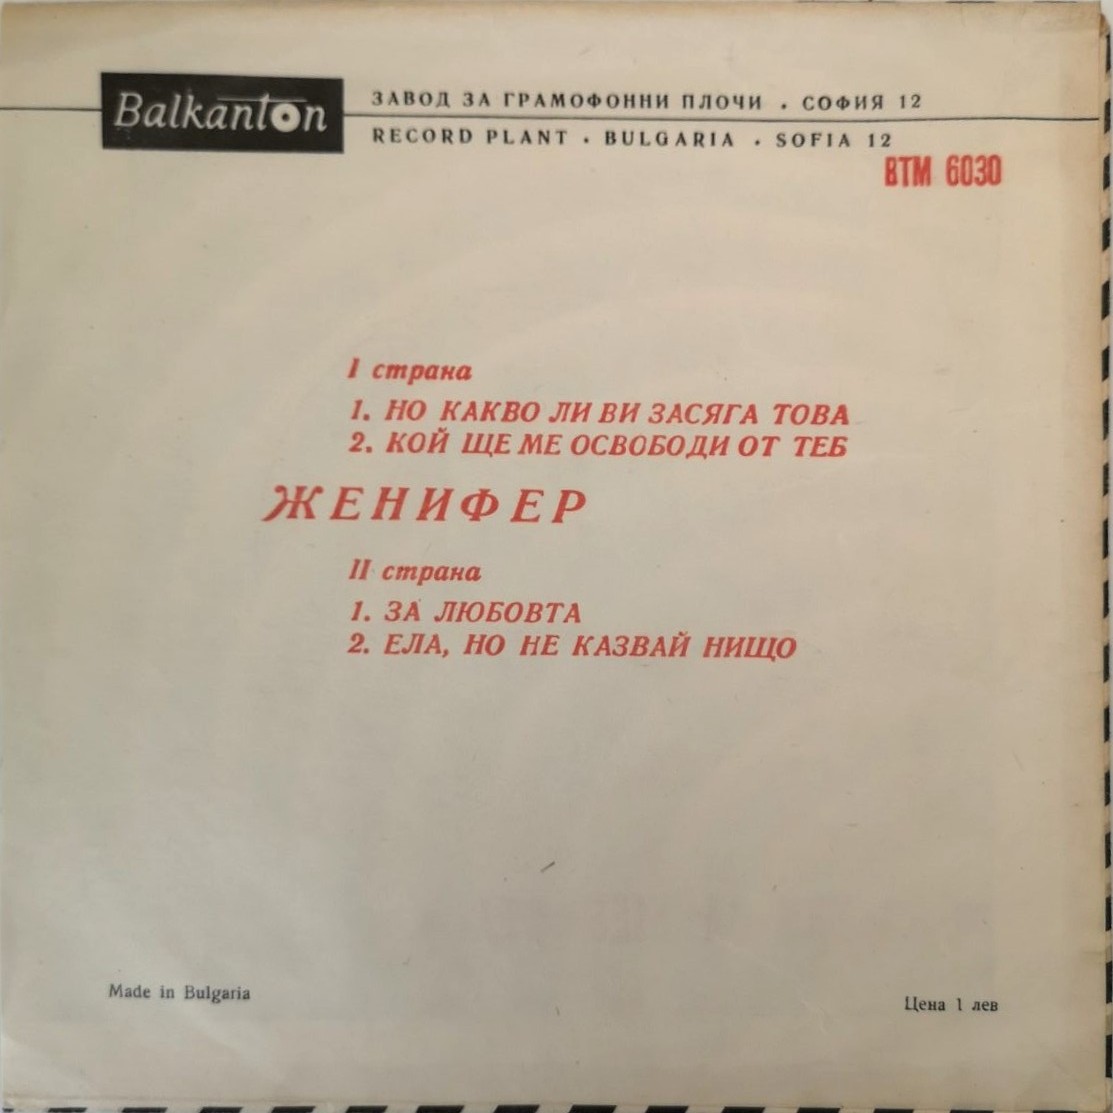 Balkanton
ЗАВОД ЗА ГРАМОФОННИ ПЛОЧИ . СОФИЯ 12
RECORD PLANT . BULGARIA . SOFIA 12
ВТМ 6030
I страна
1. НО КАКВО ЛИ ВИ ЗАСЯГА ТОВА
2. КОЙ ЩЕ МЕ ОСВОБОДИ ОТ ТЕБ
ЖЕНИФЕР
II страна
1. ЗА ЛЮБОВТА
2. ЕЛА, НО НЕ КАЗВАЙ НИЩО
Made in Bulgaria
Цена 1 лев